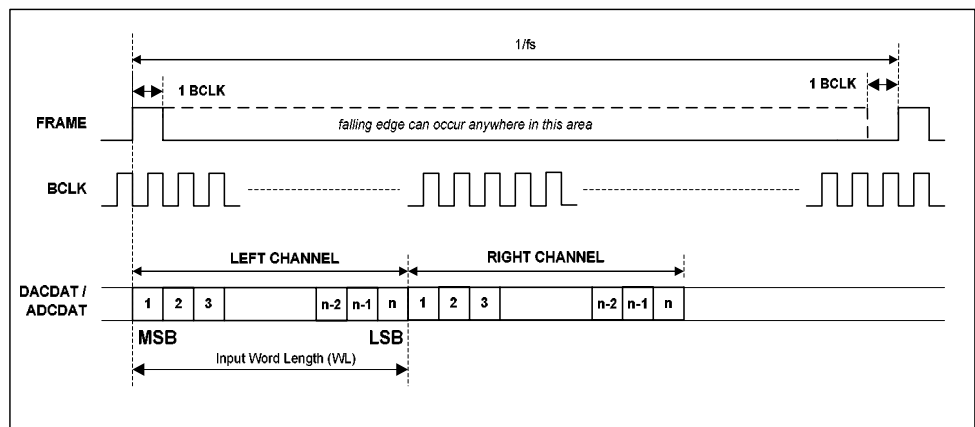 1/fs
1 BCLK
1 BCLK
FRAME
falling edge can occur anywhere in this area
BCLK
LEFT CHANNEL
RIGHT CHANNEL
DACDAT /
ADCDAT
1 2 3 n-2 n-1 n 1 2 3 n-2 n-1 n
MSB LSB
Input Word Length (WL)